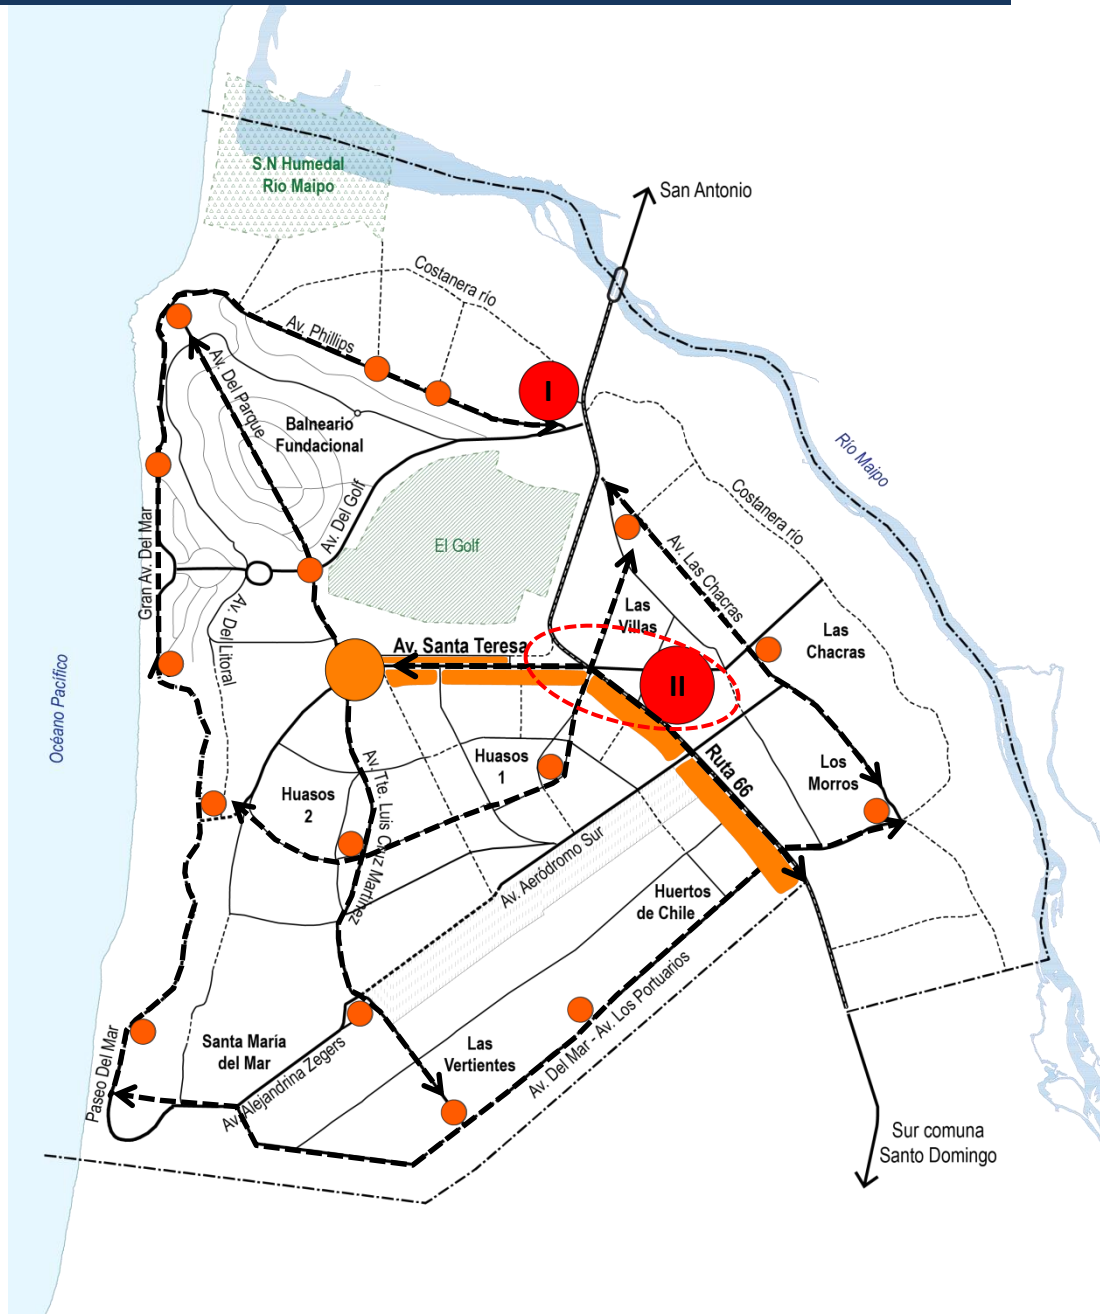 S.N Humedal
Rio Maipo
San Antonio
Costanera río
Av. Phillips
I
Av. Del Parque
Balneario
Fundacional
Río Maipo
Av. Del Golf
El Golf
Costanera río
Gran Av. Del Mar
Av. Las Chacras
Av. Del Litoral
Las
Villas
Las
Chacras
Av. Santa Teresa
Océano Pacífico
II
Ruta 66
Huasos
1
Los
Morros
Huasos
2
Av. Tte. Luis Cruz Martínez
Av. Aeródromo Sur
Huertos
de Chile
Av. Del Mar - Av. Los Portuarios
Santa María
del Mar
Las
Vertientes
Paseo Del Mar
Av. Alejandrina Zegers
Sur comuna
Santo Domingo